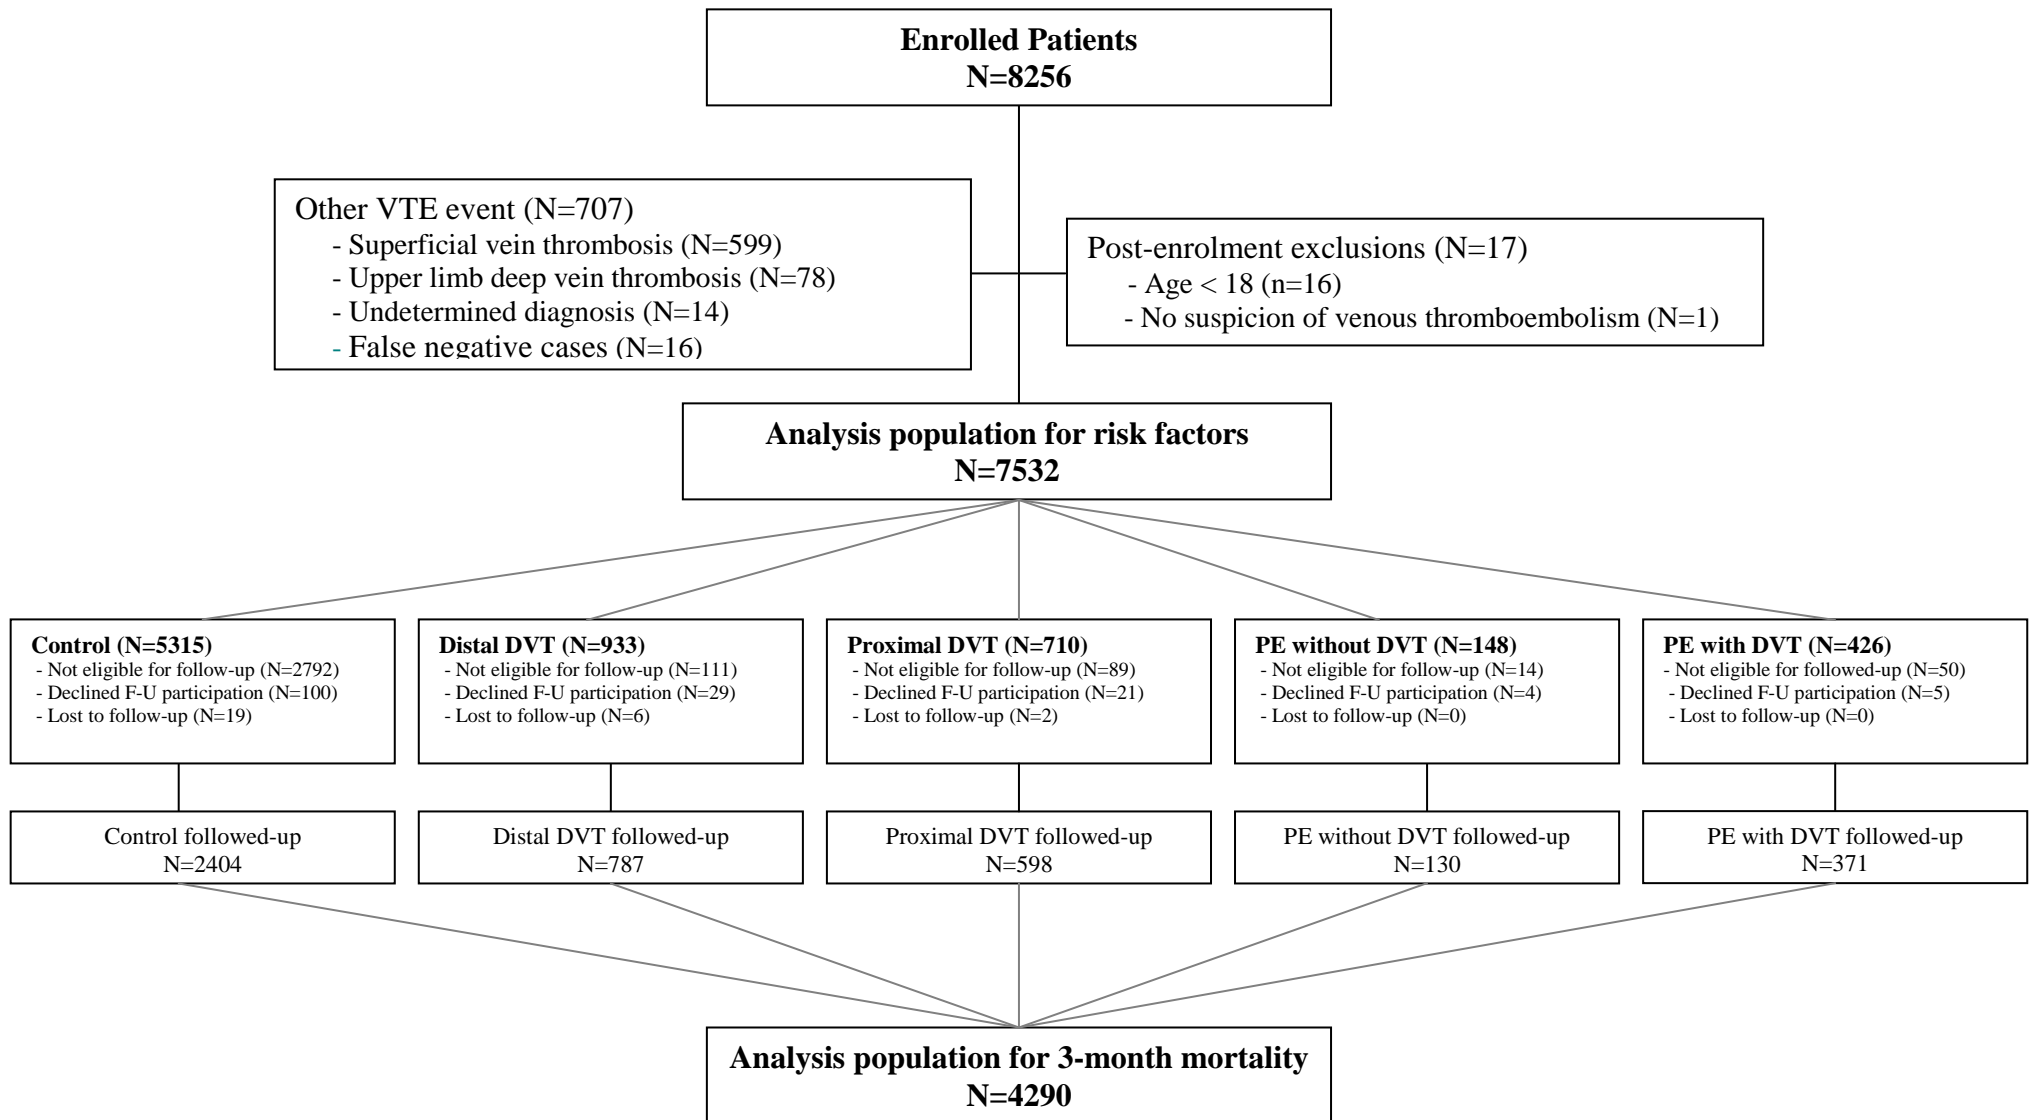 Enrolled Patients
N=8256
Other VTE event (N=707)
- Superficial vein thrombosis (N=599)
- Upper limb deep vein thrombosis (N=78)
- Undetermined diagnosis (N=14)
- False negative cases (N=16)
Post-enrolment exclusions (N=17)
- Age < 18 (n=16)
- No suspicion of venous thromboembolism (N=1)
Analysis population for risk factors
N=7532
Control (N=5315)
- Not eligible for follow-up (N=2792)
- Declined F-U participation (N=100)
- Lost to follow-up (N=19)
Distal DVT (N=933)
- Not eligible for follow-up (N=111)
- Declined F-U participation (N=29)
- Lost to follow-up (N=6)
Proximal DVT (N=710)
- Not eligible for follow-up (N=89)
- Declined F-U participation (N=21)
- Lost to follow-up (N=2)
PE without DVT (N=148)
- Not eligible for follow-up (N=14)
- Declined F-U participation (N=4)
- Lost to follow-up (N=0)
PE with DVT (N=426)
- Not eligible for followed-up (N=50)
- Declined F-U participation (N=5)
- Lost to follow-up (N=0)
Control followed-up
N=2404
Distal DVT followed-up
N=787
Proximal DVT followed-up
N=598
PE without DVT followed-up
N=130
PE with DVT followed-up
N=371
Analysis population for 3-month mortality
N=4290